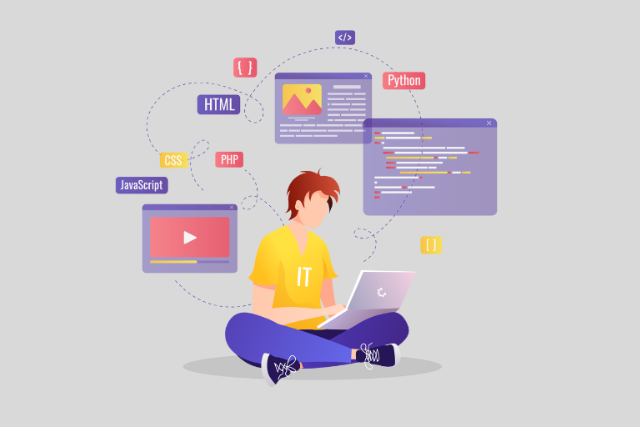 </>
{ }
Python
HTML
CSS
PHP
JavaScript
[ ]
IT